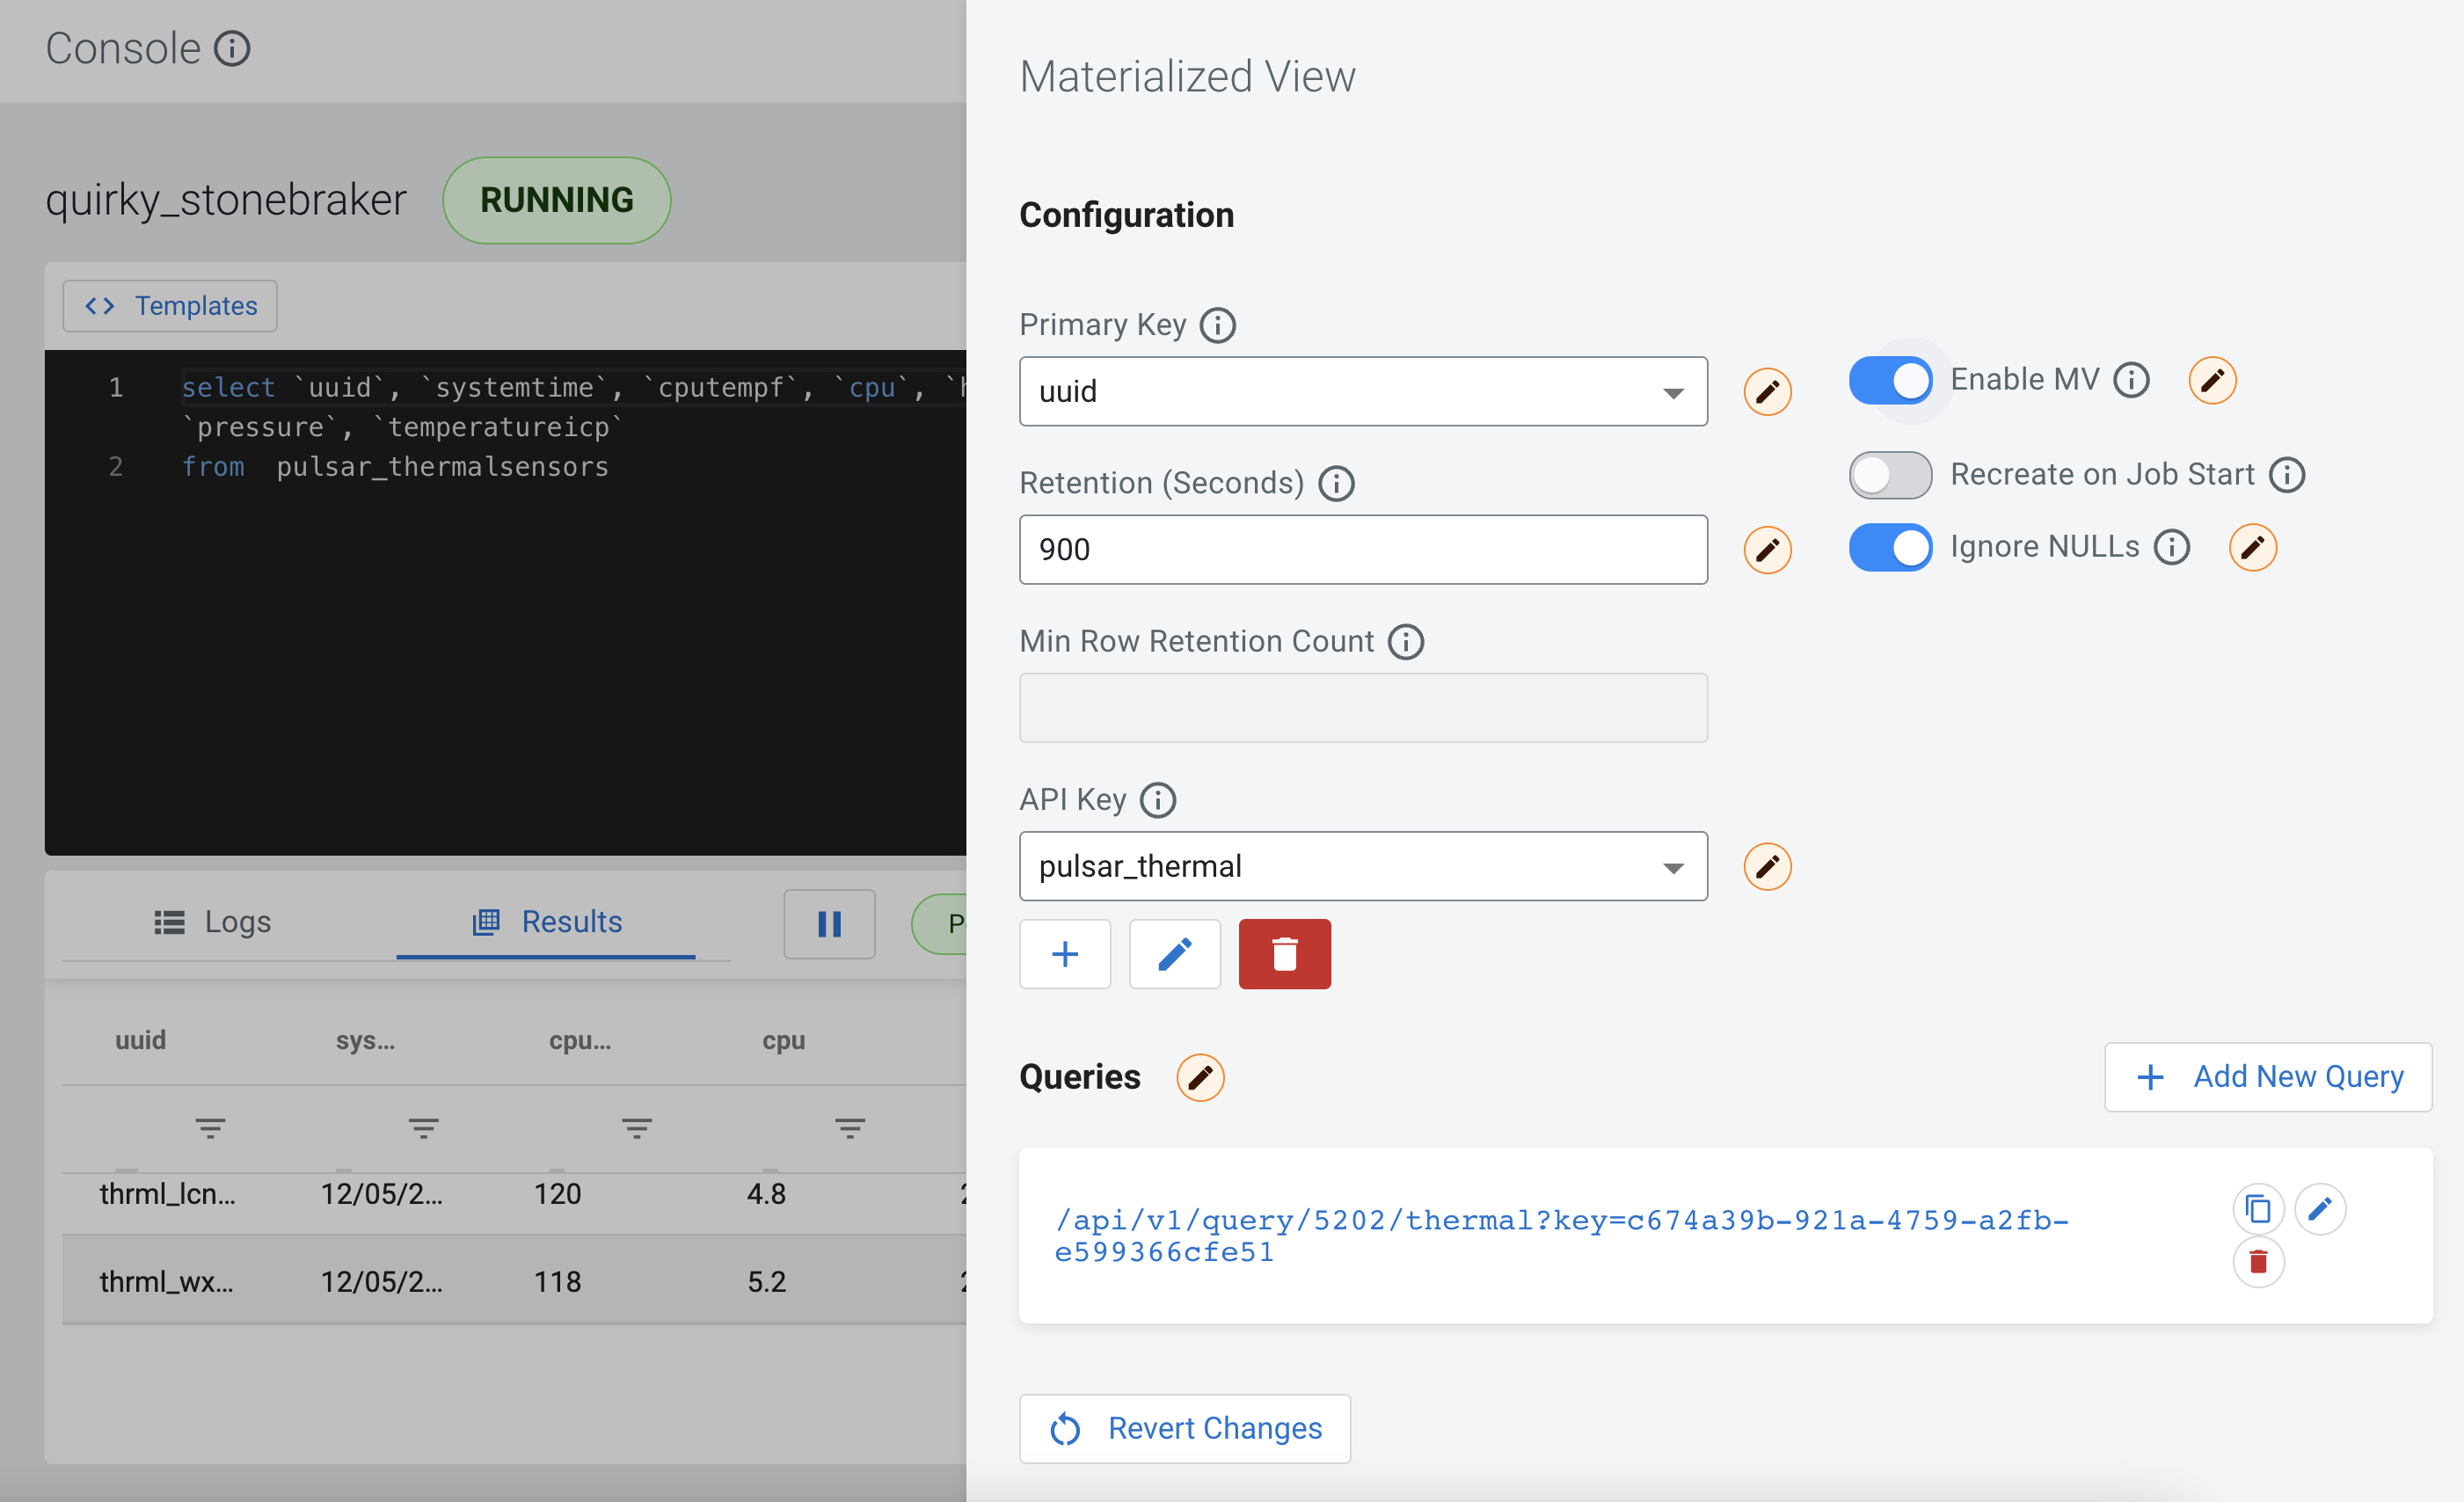 Console
quirky_stonebraker RUNNING
Templates
1 select `uuid`, `systemtime`, `cputempf`, `cpu`, `h
`pressure`, `temperatureicp`
2 from pulsar_thermalsensors
Logs Results P
uuid sys... cpu... cpu
thrml_lcn... 12/05/2... 120 4.8 2
thrml_wx... 12/05/2... 118 5.2 2
Materialized View
Configuration
Primary Key
uuid
Enable MV
Recreate on Job Start
Ignore NULLs
Retention (Seconds)
900
Min Row Retention Count
API Key
pulsar_thermal
Queries
Add New Query
/api/v1/query/5202/thermal?key=c674a39b-921a-4759-a2fb-
e599366cfe51
Revert Changes